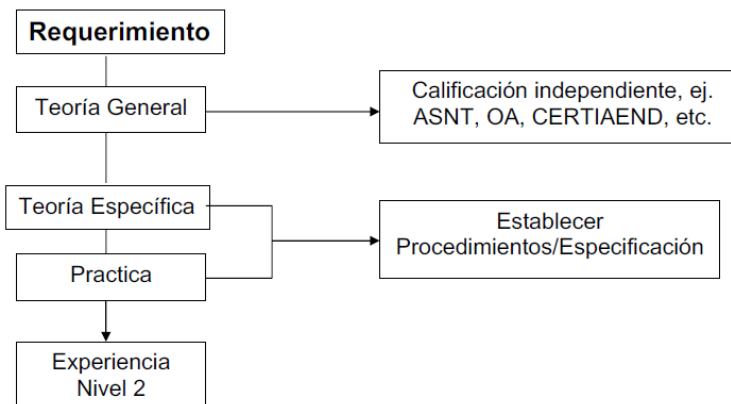 Requerimiento
Teoría General
Calificación independiente, ej.
ASNT, OA, CERTIAEND, etc.
Teoría Específica
Establecer
Procedimientos/Especificación
Practica
Experiencia
Nivel 2